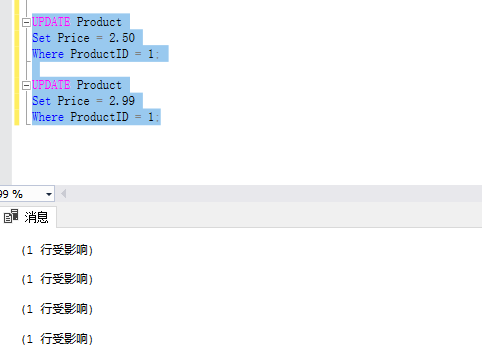 UPDATE Product
Set Price = 2.50
Where ProductID = 1;
UPDATE Product
Set Price = 2.99
Where ProductID = 1;
99 %
消息
(1 行受影响)
(1 行受影响)
(1 行受影响)
(1 行受影响)